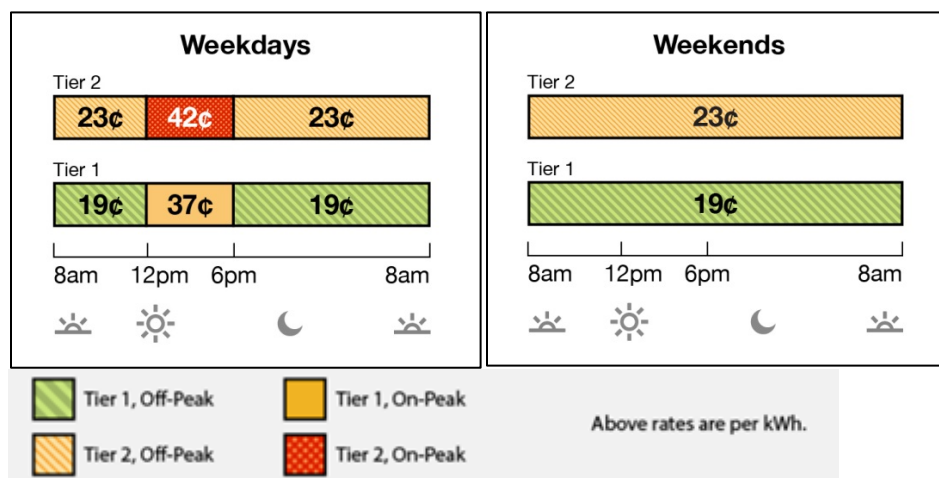 Weekdays
Tier 2
23¢ 42¢ 23¢
Tier 1
19¢ 37¢ 19¢
8am 12pm 6pm 8am
Weekends
Tier 2
23¢
Tier 1
19¢
8am 12pm 6pm 8am
Tier 1, Off-Peak
Tier 1, On-Peak
Tier 2, Off-Peak
Tier 2, On-Peak
Above rates are per kWh.